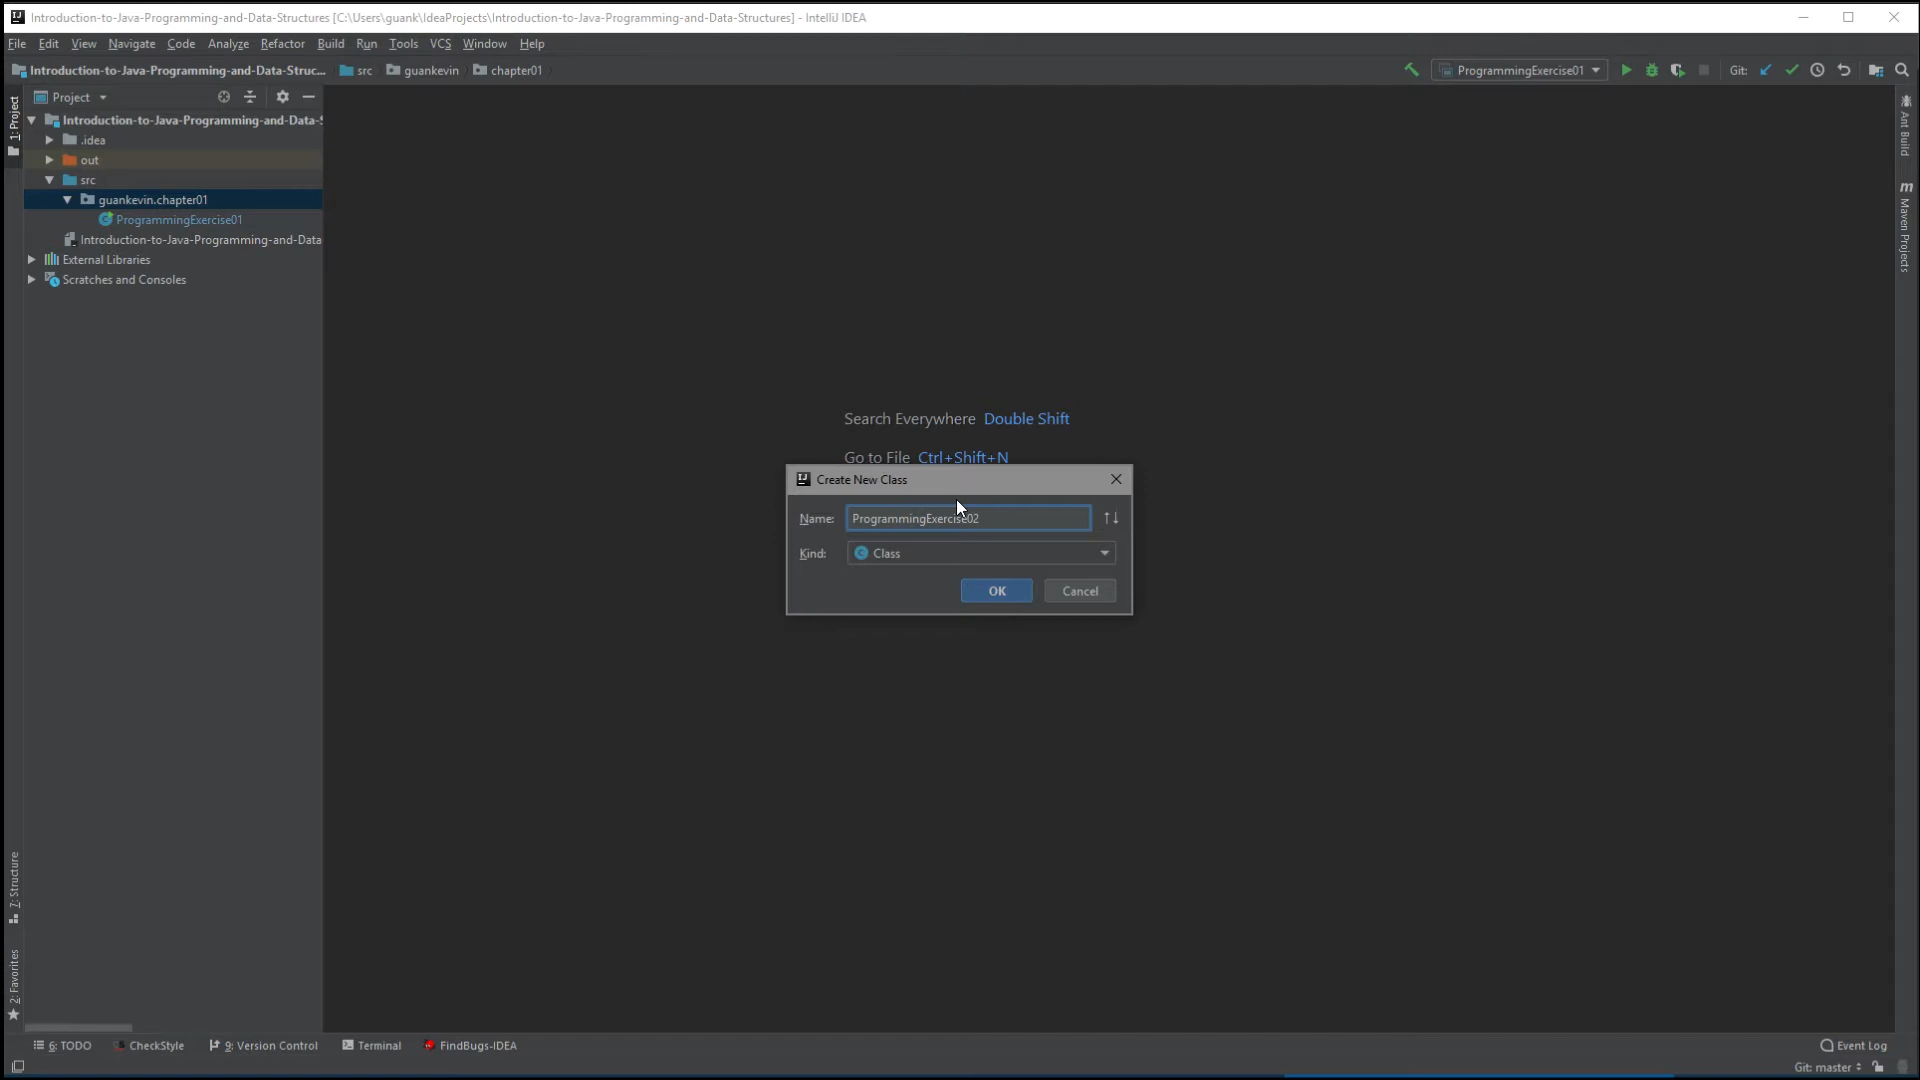 Introduction-to-Java-Programming-and-Data-Structures [C:\Users\guank\IdeaProjects\Introduction-to-Java-Programming-and-Data-Structures] - IntelliJ IDEA
File Edit View Navigate Code Analyze Refactor Build Run Tools VCS Window Help
Introduction-to-Java-Programming-and-Data-Struc... src guankevin chapter01 ProgrammingExercise01 Git:
1: Project
Project
Introduction-to-Java-Programming-and-Data-S
.idea
out
src
guankevin.chapter01
ProgrammingExercise01
Introduction-to-Java-Programming-and-Data
External Libraries
Scratches and Consoles
Ant Build
Maven Projects
Search Everywhere Double Shift
Go to File Ctrl+Shift+N
Create New Class
Name: ProgrammingExercise02
Kind: Class
OK Cancel
7: Structure
2: Favorites
6: TODO CheckStyle 9: Version Control Terminal FindBugs-IDEA Event Log
Git: master